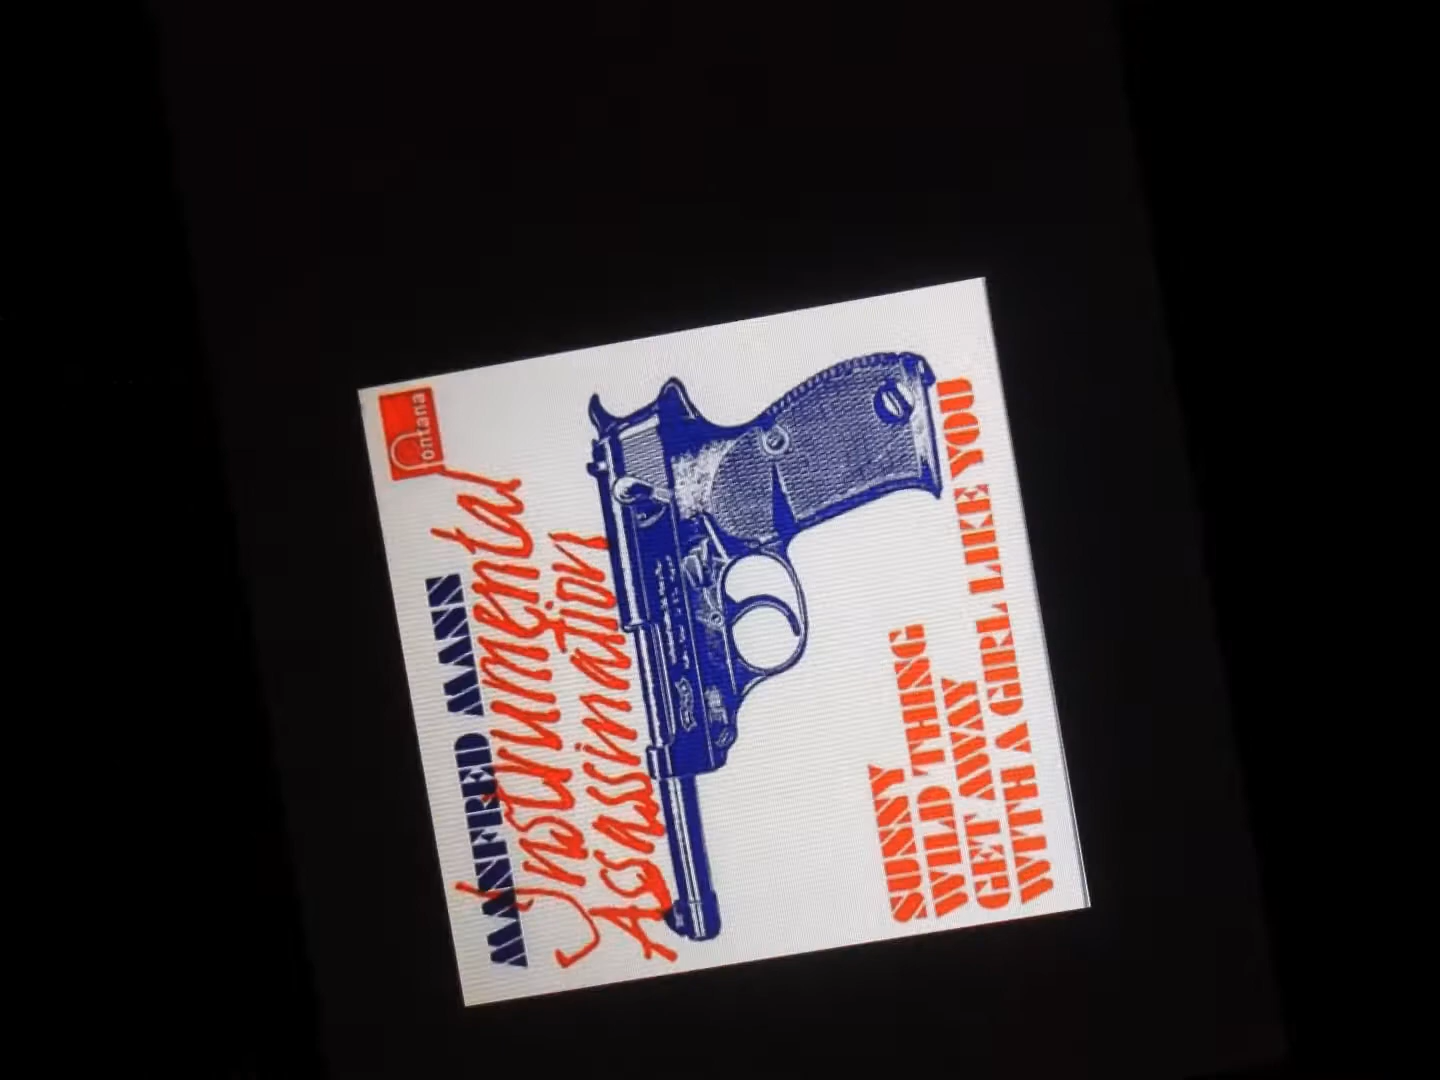 fontana
MANFRED MANN
Instrumental
Assassination
SUNNY
WILD THING
GET AWAY
WITH A GIRL LIKE YOU